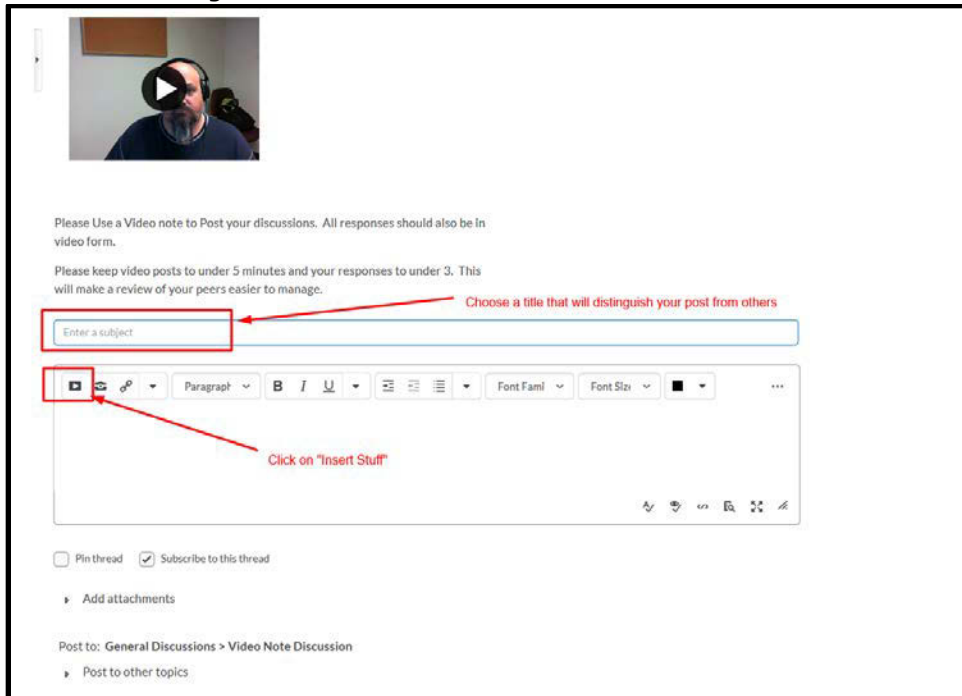 Please Use a Video note to Post your discussions. All responses should also be in
video form.
Please keep video posts to under 5 minutes and your responses to under 3. This
will make a review of your peers easier to manage.
Choose a title that will distinguish your post from others
Enter a subject
Paragraph B I U Font Fami Font Size
Click on "Insert Stuff"
Pin thread Subscribe to this thread
Add attachments
Post to: General Discussions > Video Note Discussion
Post to other topics